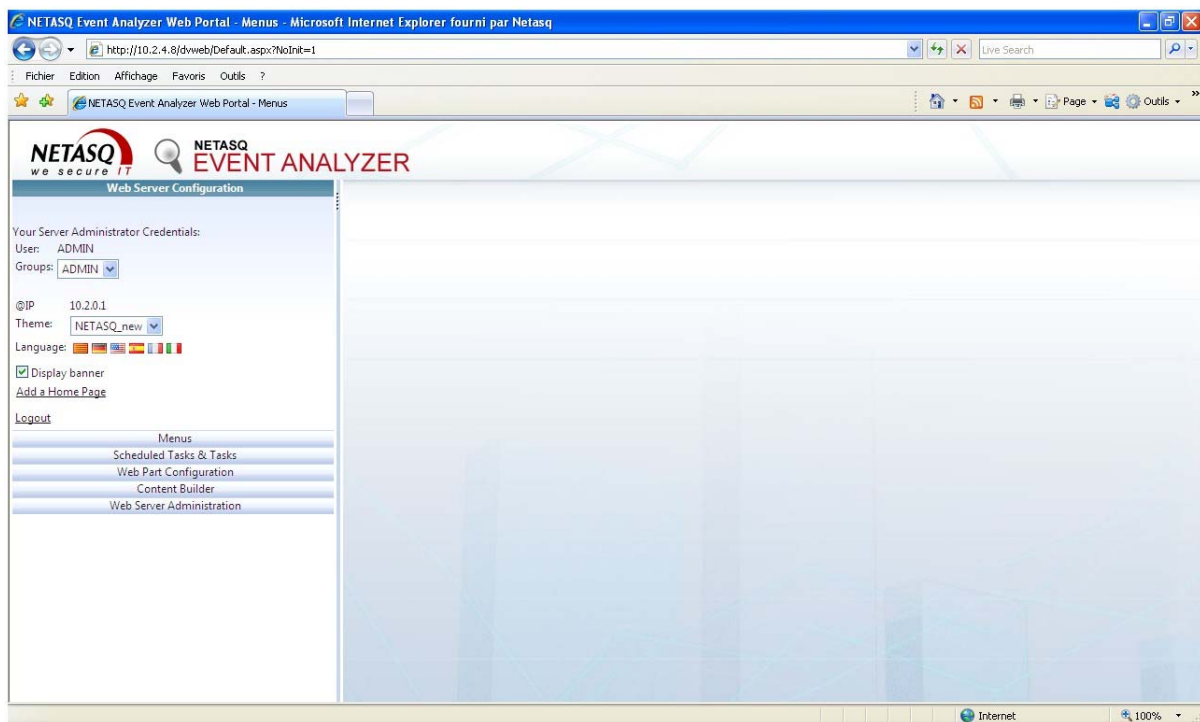 NETASQ Event Analyzer Web Portal - Menus - Microsoft Internet Explorer fourni par Netasq
http://10.2.4.8/dvweb/Default.aspx?NoInit=1
Live Search
Fichier Edition Affichage Favoris Outils ?
NETASQ Event Analyzer Web Portal - Menus
Page Outils »
NETASQ
we secure IT
NETASQ
EVENT ANALYZER
Web Server Configuration
Your Server Administrator Credentials:
User: ADMIN
Groups: ADMIN
@IP 10.2.0.1
Theme: NETASQ_new
Language:
Display banner
Add a Home Page
Logout
Menus
Scheduled Tasks & Tasks
Web Part Configuration
Content Builder
Web Server Administration
Internet 100%